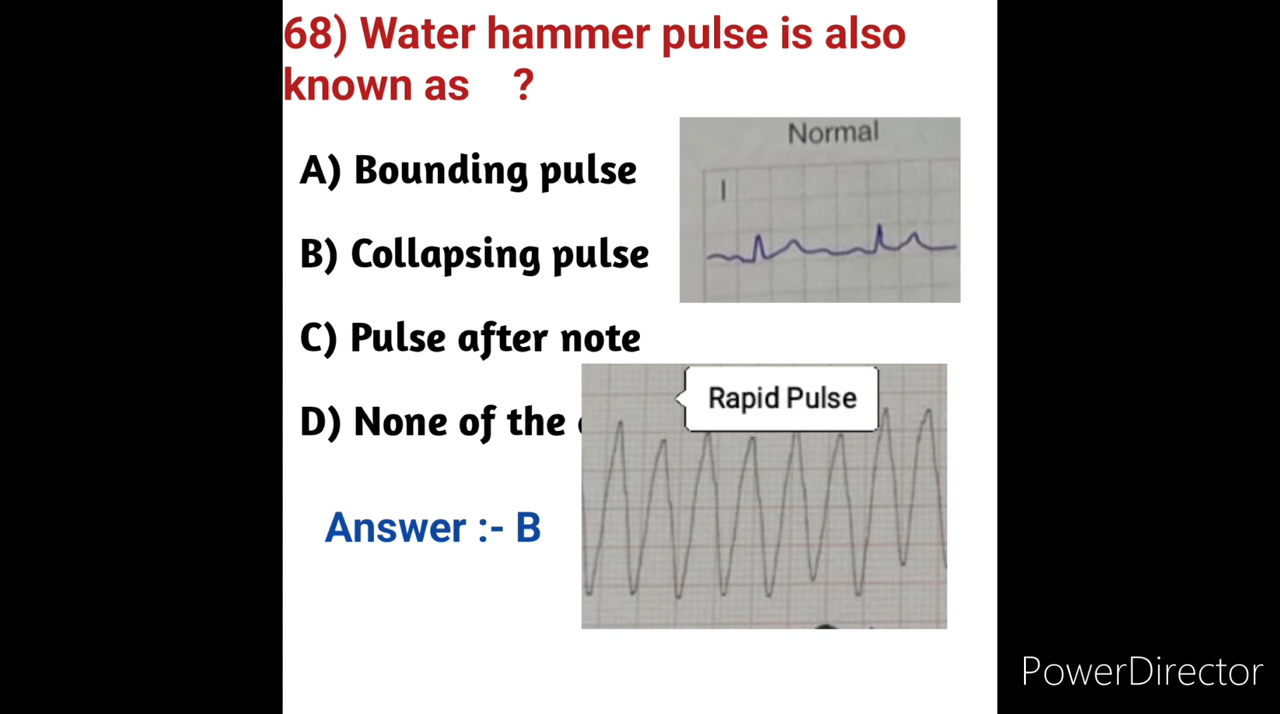 68) Water hammer pulse is also
known as ?
Normal
A) Bounding pulse
I
B) Collapsing pulse
C) Pulse after note
Rapid Pulse
D) None of the
Answer :- B
PowerDirector